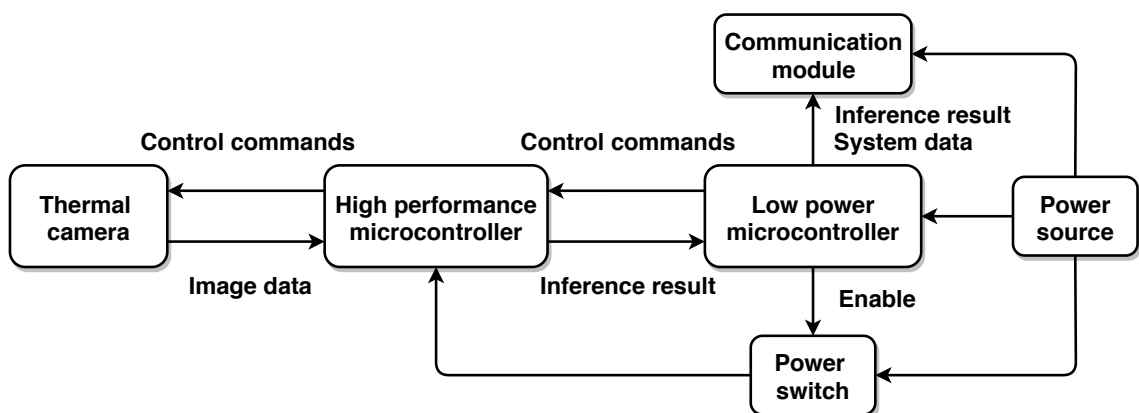 Communication
module
Inference result
System data
Control commands
Control commands
Thermal
camera
High performance
microcontroller
Low power
microcontroller
Power
source
Image data
Inference result
Enable
Power
switch